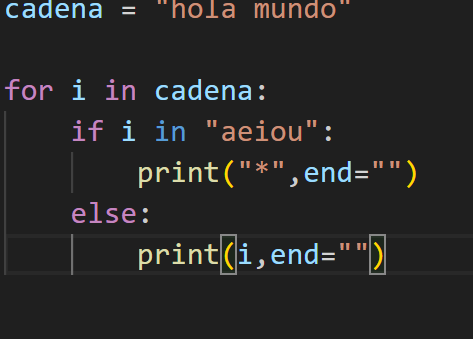 cadena = "hola mundo"
for i in cadena:
    if i in "aeiou":
        print("*",end="")
    else:
        print(i,end="")